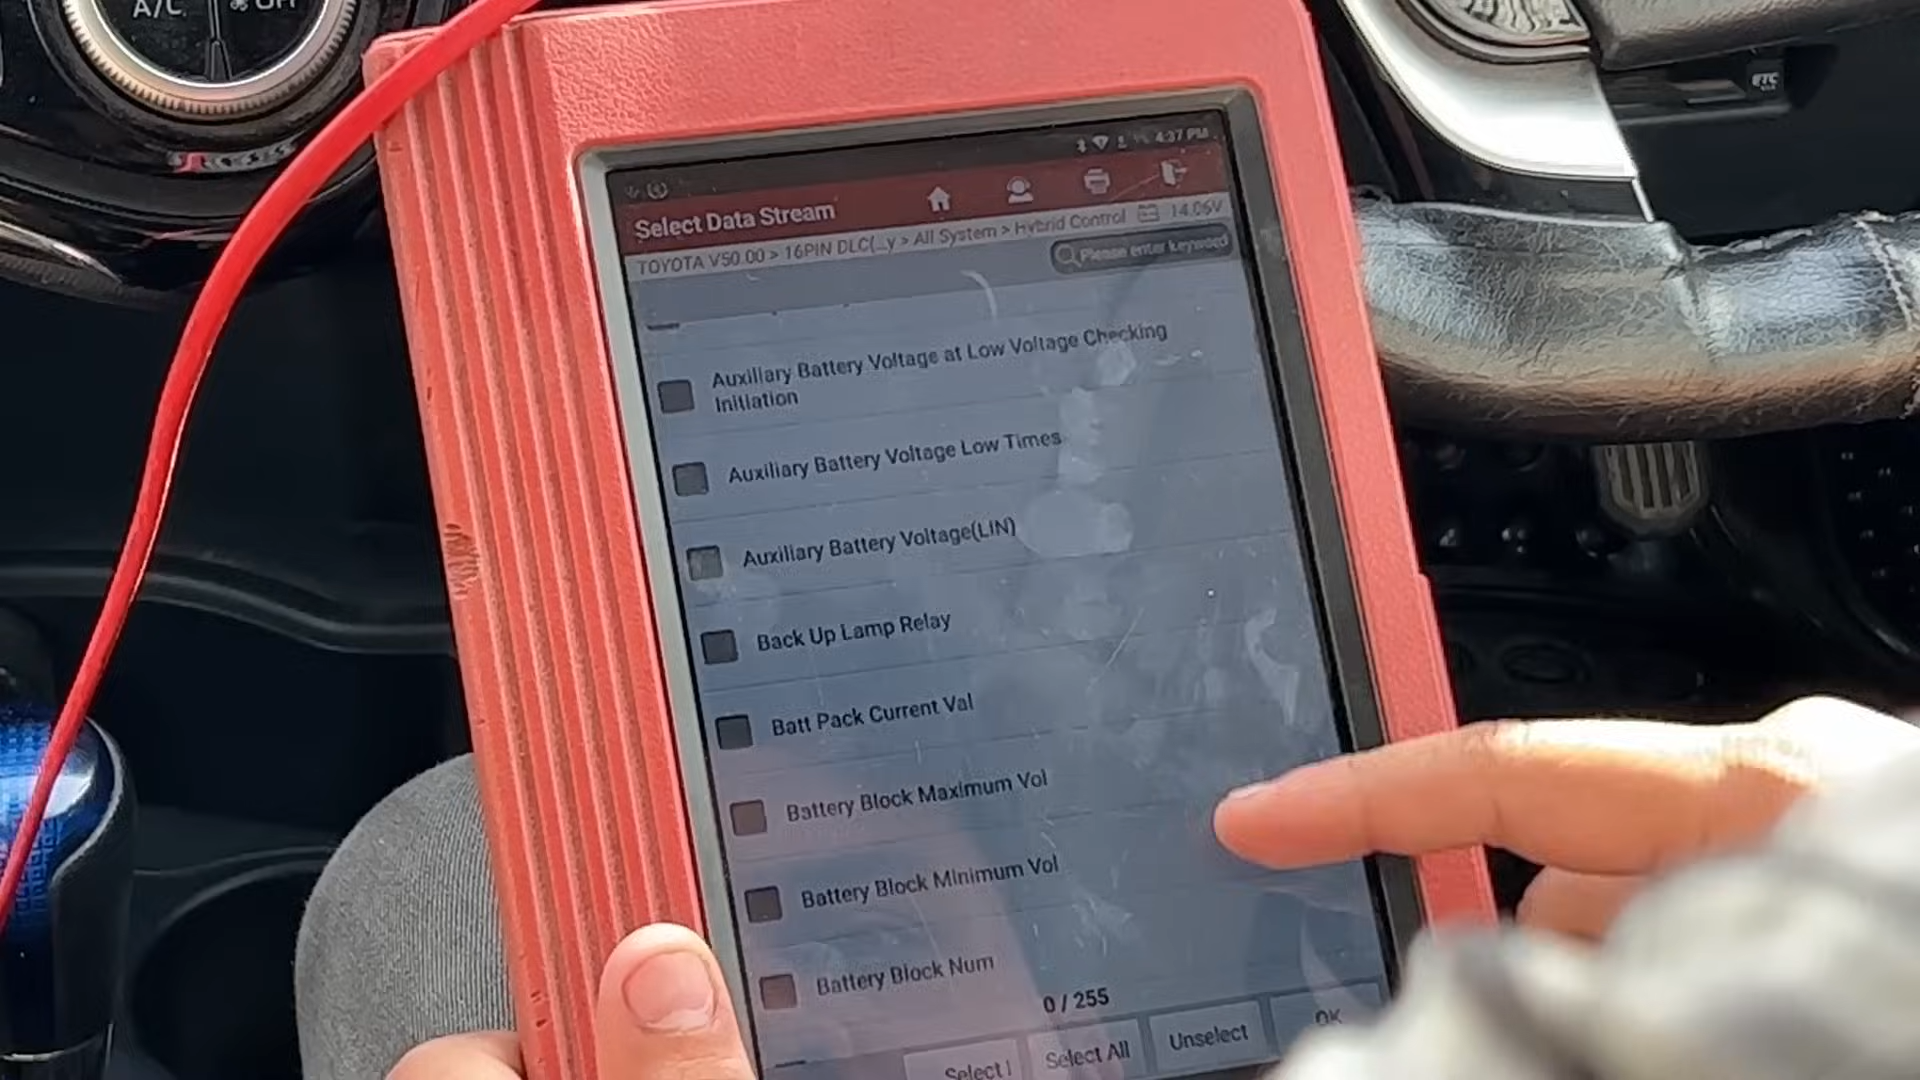 A/C
OFF
ETC
4:37 PM
Select Data Stream
TOYOTA V50.00 > 16PIN DLC(...y > All System > Hybrid Control 14.06V
Please enter keyword
Auxiliary Battery Voltage at Low Voltage Checking
Initiation
Auxiliary Battery Voltage Low Times
Auxiliary Battery Voltage(LIN)
Back Up Lamp Relay
Batt Pack Current Val
Battery Block Maximum Vol
Battery Block Minimum Vol
Battery Block Num
0 / 255
Select
Select All
Unselect
OK